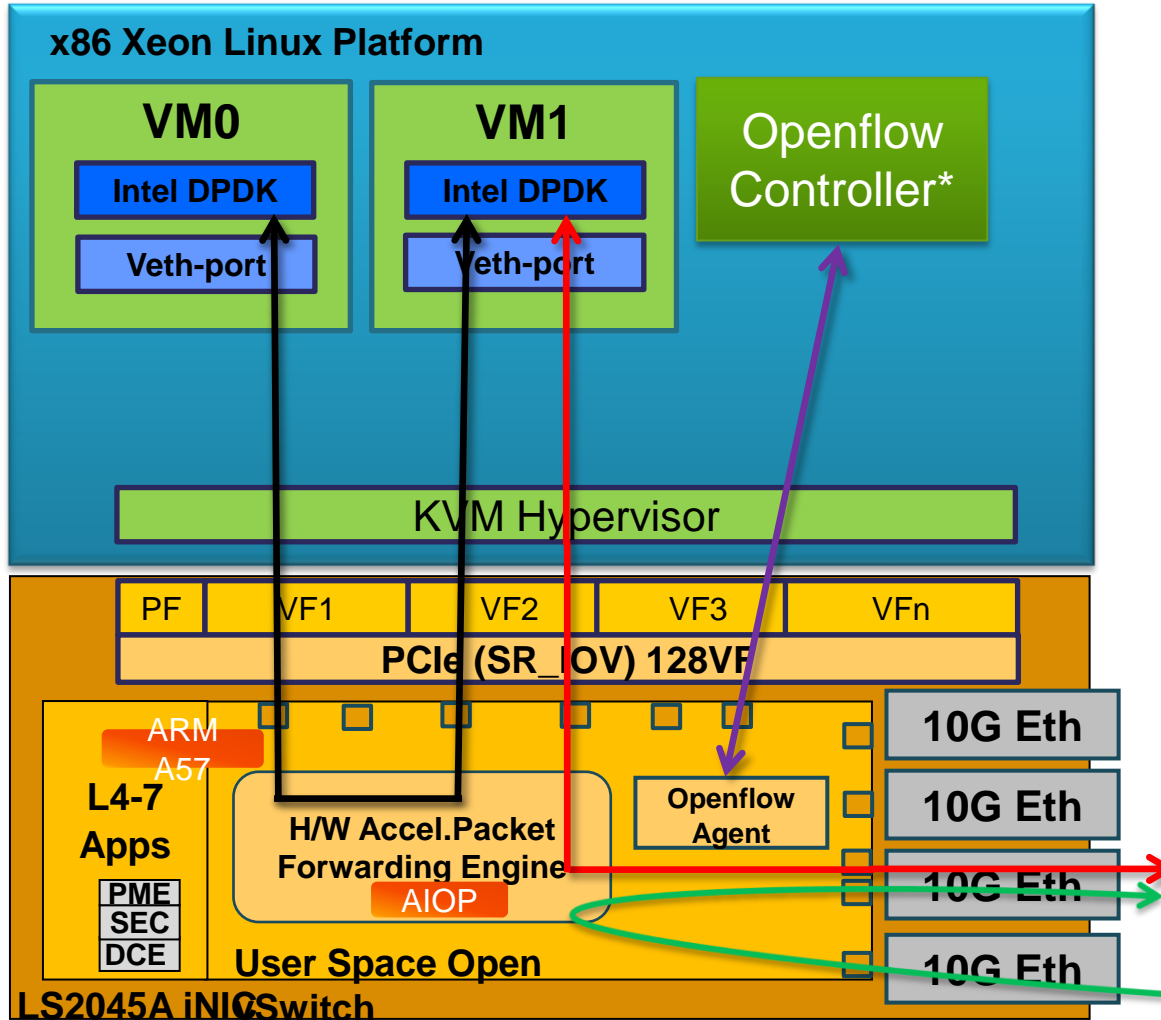 x86 Xeon Linux Platform
VM0
Intel DPDK
Veth-port
VM1
Intel DPDK
Veth-port
Openflow
Controller*
KVM Hypervisor
PF
VF1
VF2
VF3
VFn
PCIe (SR_IOV) 128VF
ARM
A57
L4-7
Apps
PME
SEC
DCE
H/W Accel.Packet
Forwarding Engine
AIOP
Openflow
Agent
User Space Open
vSwitch
10G Eth
10G Eth
10G Eth
10G Eth
LS2045A iNIC